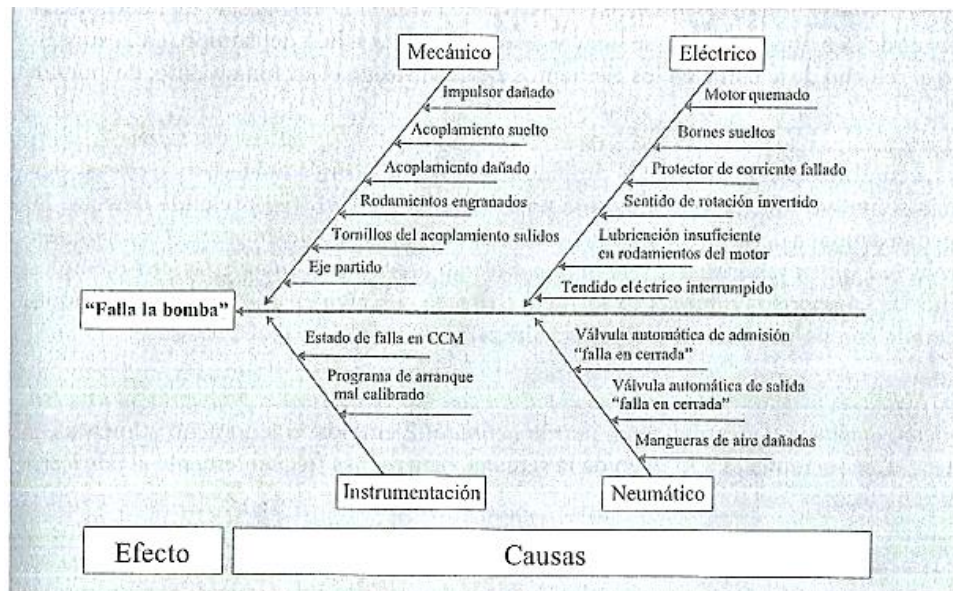 Mecánico
Eléctrico
Impulsor dañado
Acoplamiento suelto
Acoplamiento dañado
Rodamientos engranados
Tornillos del acoplamiento salidos
Eje partido
Motor quemado
Bornes sueltos
Protector de corriente fallado
Sentido de rotación invertido
Lubricación insuficiente
en rodamientos del motor
Tendido eléctrico interrumpido
“Falla la bomba”
Estado de falla en CCM
Programa de arranque
mal calibrado
Válvula automática de admisión
“falla en cerrada”
Válvula automática de salida
“falla en cerrada”
Mangueras de airo dañadas
Instrumentación
Neumático
Efecto
Causas